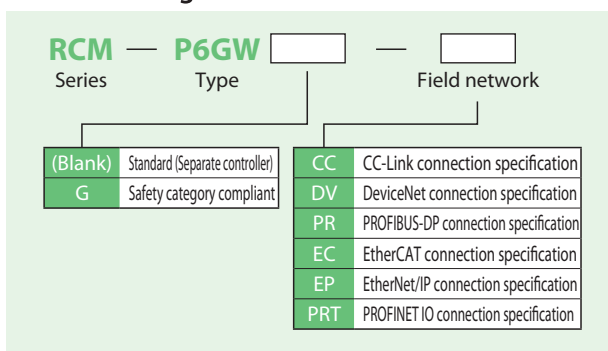 RCM — P6GW —
Series Type Field network
(Blank) Standard (Separate controller)
G Safety category compliant
CC CC-Link connection specification
DV DeviceNet connection specification
PR PROFIBUS-DP connection specification
EC EtherCAT connection specification
EP EtherNet/IP connection specification
PRT PROFINET IO connection specification